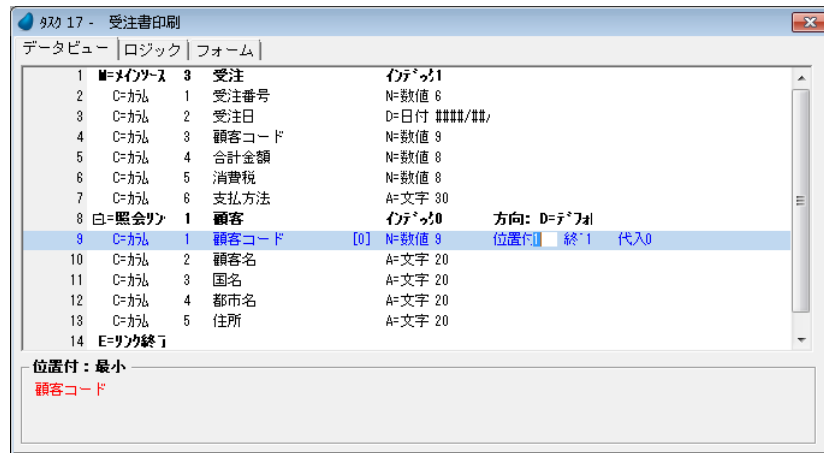 ﾀｽｸ 17 - 受注書印刷
データビュー ロジック フォーム
1 M=ﾒｲﾝｿｰｽ 3 受注 ｲﾝﾃﾞｯｸ1
2 C=ｶﾗﾑ 1 受注番号 N=数値 6
3 C=ｶﾗﾑ 2 受注日 D=日付 ####/##/
4 C=ｶﾗﾑ 3 顧客コード N=数値 9
5 C=ｶﾗﾑ 4 合計金額 N=数値 8
6 C=ｶﾗﾑ 5 消費税 N=数値 8
7 C=ｶﾗﾑ 6 支払方法 A=文字 30
8 =照会ﾘﾝ 1 顧客 ｲﾝﾃﾞｯｸ0 方向: D=ﾃﾞﾌｫﾙ
9 C=ｶﾗﾑ 1 顧客コード [0] N=数値 9 位置付1 終 1 代入0
10 C=ｶﾗﾑ 2 顧客名 A=文字 20
11 C=ｶﾗﾑ 3 国名 A=文字 20
12 C=ｶﾗﾑ 4 都市名 A=文字 20
13 C=ｶﾗﾑ 5 住所 A=文字 20
14 E=ﾘﾝｸ終了
位置付：最小
顧客コード